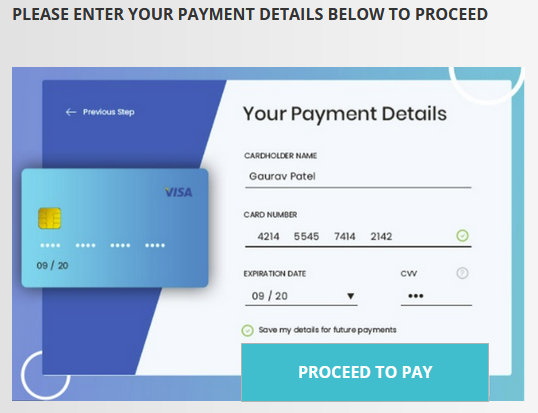 PLEASE ENTER YOUR PAYMENT DETAILS BELOW TO PROCEED
← Previous Step
Your Payment Details
CARDHOLDER NAME
Gaurav Patel
VISA
CARD NUMBER
4214 5545 7414 2142
•••• •••• •••• ••••
09 / 20
EXPIRATION DATE
CVV
?
09 / 20
•••
Save my details for future payments
PROCEED TO PAY